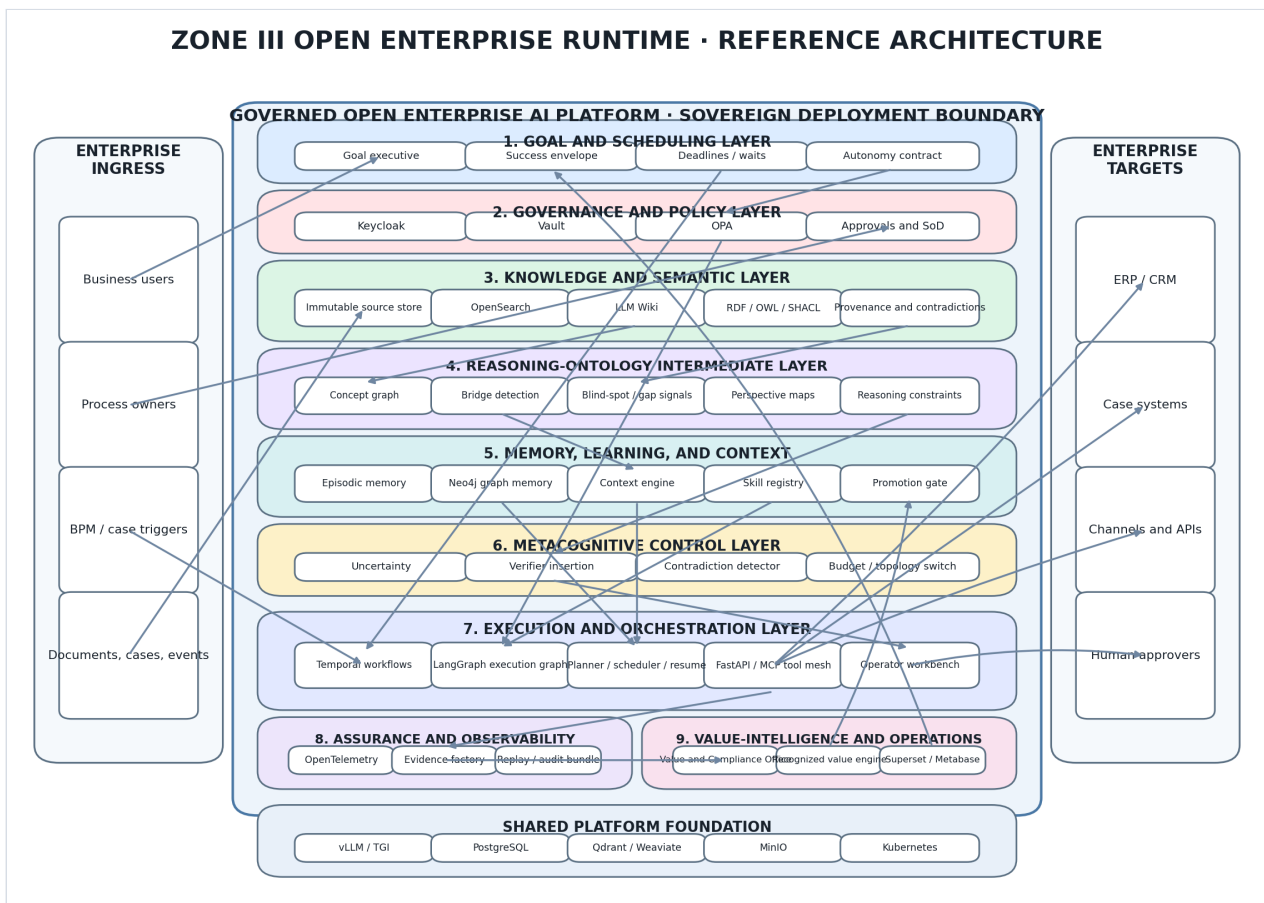 ZONE III OPEN ENTERPRISE RUNTIME · REFERENCE ARCHITECTURE
ENTERPRISE
INGRESS
Business users
Process owners
BPM / case triggers
Documents, cases, events
GOVERNED OPEN ENTERPRISE AI PLATFORM · SOVEREIGN DEPLOYMENT BOUNDARY
1. GOAL AND SCHEDULING LAYER
Goal executive
Success envelope
Deadlines / waits
Autonomy contract
2. GOVERNANCE AND POLICY LAYER
Keycloak
Vault
OPA
Approvals and SoD
3. KNOWLEDGE AND SEMANTIC LAYER
Immutable source store
OpenSearch
LLM Wiki
RDF / OWL / SHACL
Provenance and contradictions
4. REASONING-ONTOLOGY INTERMEDIATE LAYER
Concept graph
Bridge detection
Blind-spot / gap signals
Perspective maps
Reasoning constraints
5. MEMORY, LEARNING, AND CONTEXT
Episodic memory
Neo4j graph memory
Context engine
Skill registry
Promotion gate
6. METACOGNITIVE CONTROL LAYER
Uncertainty
Verifier insertion
Contradiction detector
Budget / topology switch
7. EXECUTION AND ORCHESTRATION LAYER
Temporal workflows
LangGraph execution graph
Planner / scheduler / resume
FastAPI / MCP tool mesh
Operator workbench
8. ASSURANCE AND OBSERVABILITY
OpenTelemetry
Evidence factory
Replay / audit bundle
9. VALUE-INTELLIGENCE AND OPERATIONS
Value and Compliance Office
Recognized value engine
Superset / Metabase
SHARED PLATFORM FOUNDATION
vLLM / TGI
PostgreSQL
Qdrant / Weaviate
MinIO
Kubernetes
ENTERPRISE
TARGETS
ERP / CRM
Case systems
Channels and APIs
Human approvers